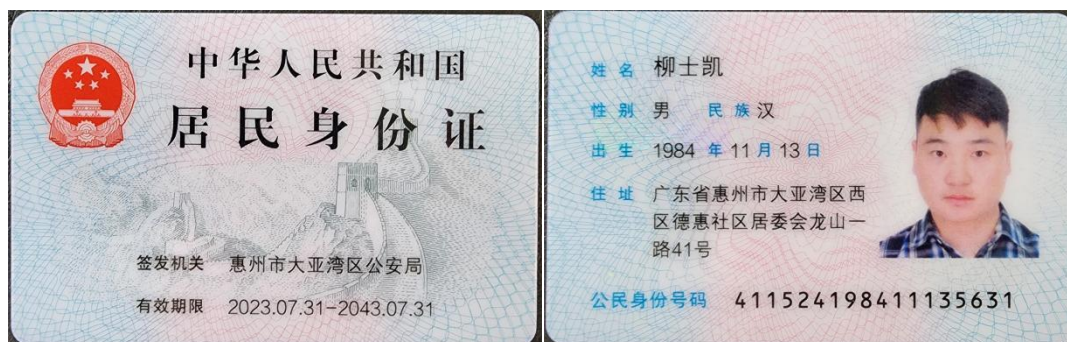 中华人民共和国
居民身份证
签发机关 惠州市大亚湾区公安局
有效期限 2023.07.31-2043.07.31
姓名 柳士凯
性别 男 民族 汉
出生 1984 年 11 月 13 日
住址 广东省惠州市大亚湾区西
区德惠社区居委会龙山一
路41号
公民身份号码 411524198411135631